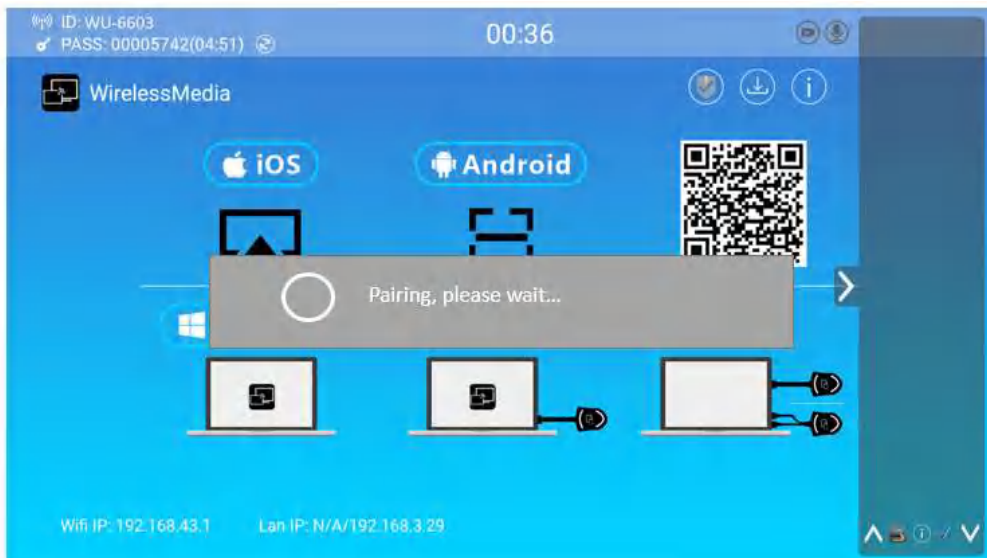 ID: WU-6603
00:36
PASS: 00005742(04:51)
WirelessMedia
iOS
Android
Pairing, please wait...
Wifi IP: 192.168.43.1 Lan IP: N/A/192.168.3.29